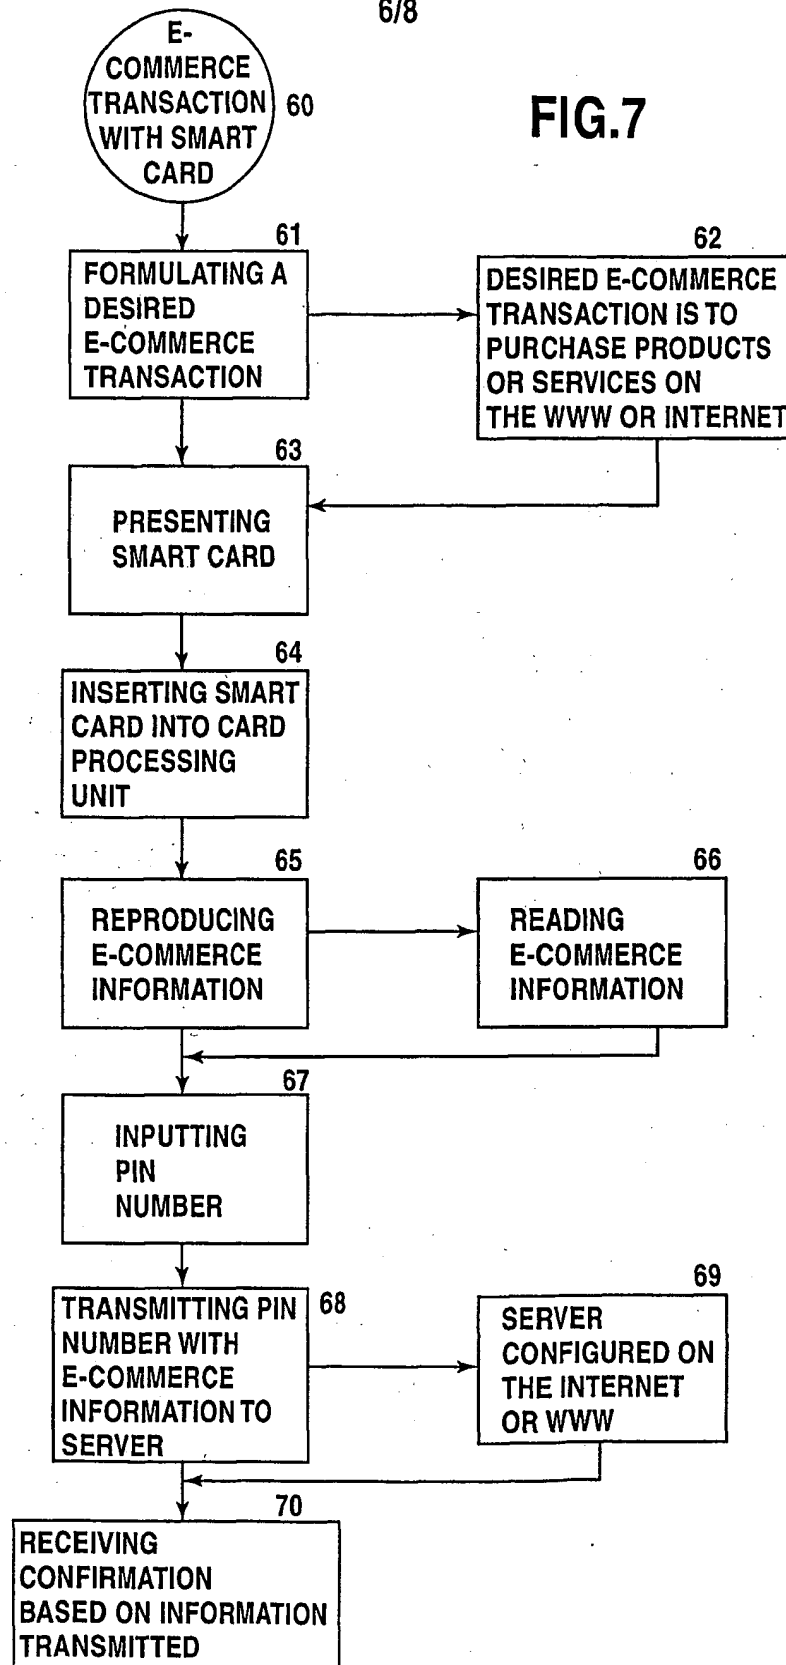 6/8
E-
COMMERCE
TRANSACTION
WITH SMART
CARD
60
FIG.7
61
FORMULATING A
DESIRED
E-COMMERCE
TRANSACTION
62
DESIRED E-COMMERCE
TRANSACTION IS TO
PURCHASE PRODUCTS
OR SERVICES ON
THE WWW OR INTERNET
63
PRESENTING
SMART CARD
64
INSERTING SMART
CARD INTO CARD
PROCESSING
UNIT
65
REPRODUCING
E-COMMERCE
INFORMATION
66
READING
E-COMMERCE
INFORMATION
67
INPUTTING
PIN
NUMBER
68
TRANSMITTING PIN
NUMBER WITH
E-COMMERCE
INFORMATION TO
SERVER
69
SERVER
CONFIGURED ON
THE INTERNET
OR WWW
70
RECEIVING
CONFIRMATION
BASED ON INFORMATION
TRANSMITTED